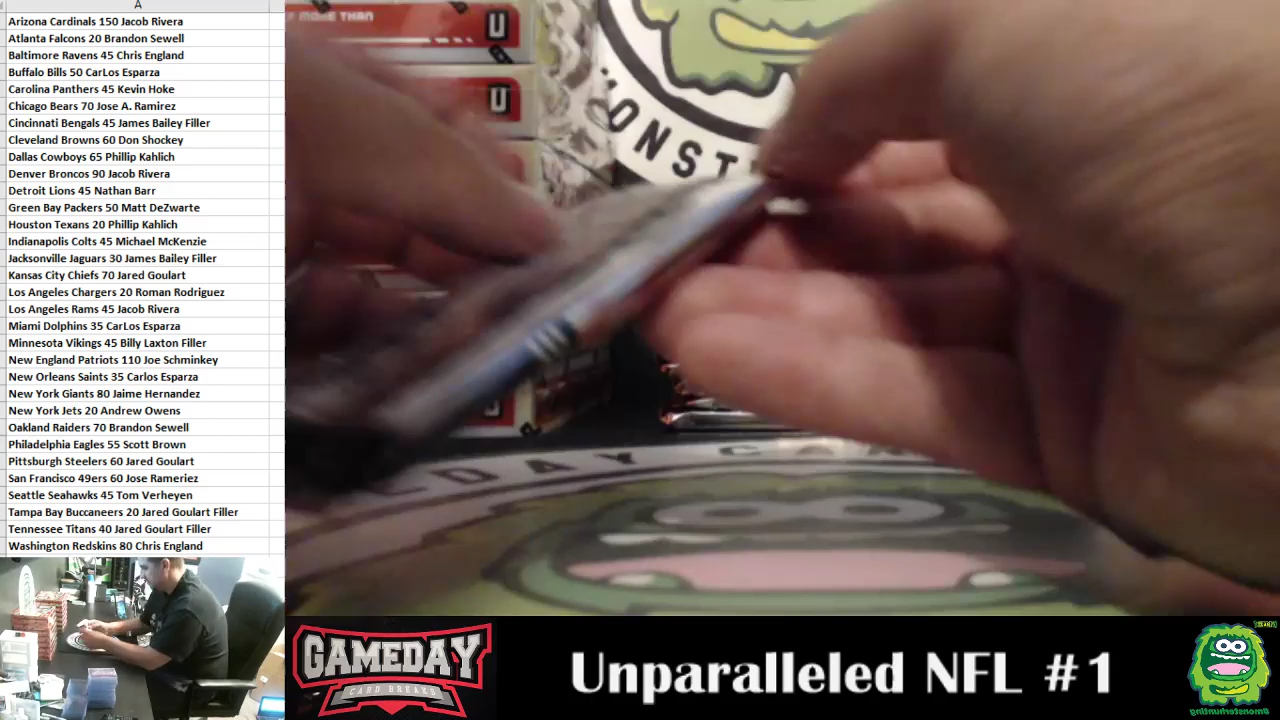 A
Arizona Cardinals 150 Jacob Rivera
Atlanta Falcons 20 Brandon Sewell
Baltimore Ravens 45 Chris England
Buffalo Bills 50 CarLos Esparza
Carolina Panthers 45 Kevin Hoke
Chicago Bears 70 Jose A. Ramirez
Cincinnati Bengals 45 James Bailey Filler
Cleveland Browns 60 Don Shockey
Dallas Cowboys 65 Phillip Kahlich
Denver Broncos 90 Jacob Rivera
Detroit Lions 45 Nathan Barr
Green Bay Packers 50 Matt DeZwarte
Houston Texans 20 Phillip Kahlich
Indianapolis Colts 45 Michael McKenzie
Jacksonville Jaguars 30 James Bailey Filler
Kansas City Chiefs 70 Jared Goulart
Los Angeles Chargers 20 Roman Rodriguez
Los Angeles Rams 45 Jacob Rivera
Miami Dolphins 35 CarLos Esparza
Minnesota Vikings 45 Billy Laxton Filler
New England Patriots 110 Joe Schminkey
New Orleans Saints 35 Carlos Esparza
New York Giants 80 Jaime Hernandez
New York Jets 20 Andrew Owens
Oakland Raiders 70 Brandon Sewell
Philadelphia Eagles 55 Scott Brown
Pittsburgh Steelers 60 Jared Goulart
San Francisco 49ers 60 Jose Rameriez
Seattle Seahawks 45 Tom Verheyen
Tampa Bay Buccaneers 20 Jared Goulart Filler
Tennessee Titans 40 Jared Goulart Filler
Washington Redskins 80 Chris England
MORE THAN
U
U
ONST
GAMEDAY
CARD BREAKS
Unparalleled NFL #1
#monsterhunting